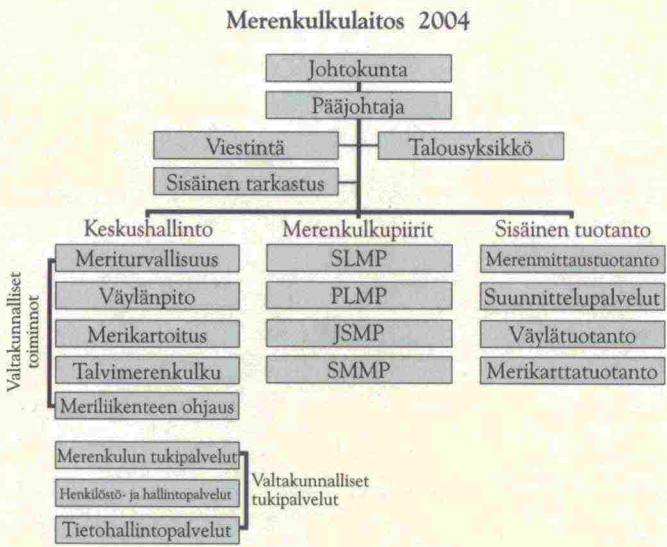 Merenkulkulaitos 2004
Johtokunta
Pääjohtaja
Viestintä
Talousyksikkö
Sisäinen tarkastus
Keskushallinto
Meriturvallisuus
Väylänpito
Merikartoitus
Talvimerenkulku
Meriliikenteen ohjaus
Valtakunnalliset
toiminnot
Merenkulun tukipalvelut
Henkilöstö- ja hallintopalvelut
Tietohallintopalvelut
Valtakunnalliset
tukipalvelut
Merenkulkupiirit
SLMP
PLMP
JSMP
SMMP
Sisäinen tuotanto
Merenmittaustuotanto
Suunnittelupalvelut
Väylätuotanto
Merikarttatuotanto